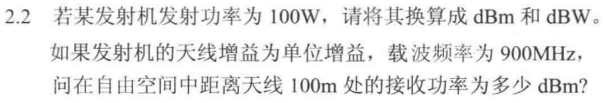 2.2 若某发射机发射功率为 100W，请将其换算成 dBm 和 dBW。
如果发射机的天线增益为单位增益，载波频率为 900MHz，
问在自由空间中距离天线 100m 处的接收功率为多少 dBm?